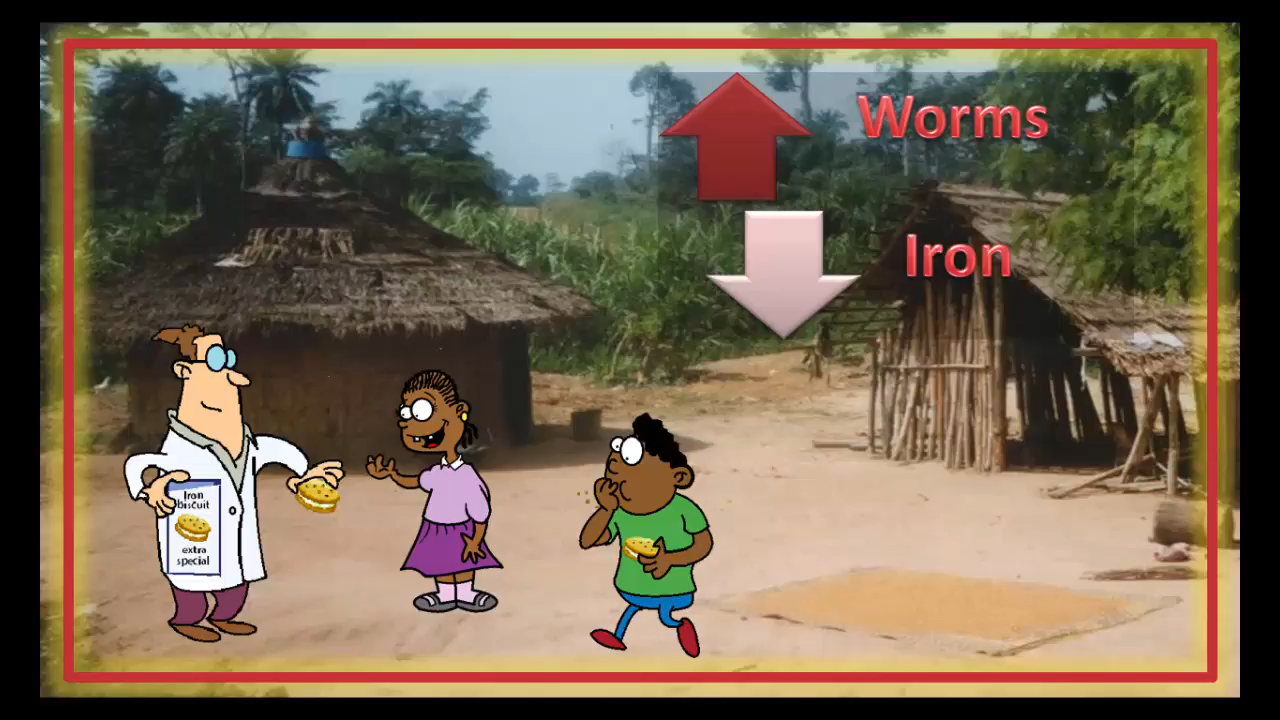 Worms
Iron
Iron
biscuit
extra
special